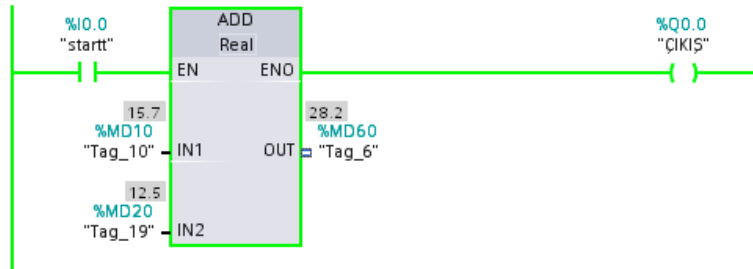 %I0.0
"startt"
ADD
Real
%Q0.0
"ÇIKIŞ"
EN
ENO
15.7
%MD10
"Tag_10"
IN1
28.2
%MD60
OUT
"Tag_6"
12.5
%MD20
"Tag_19"
IN2